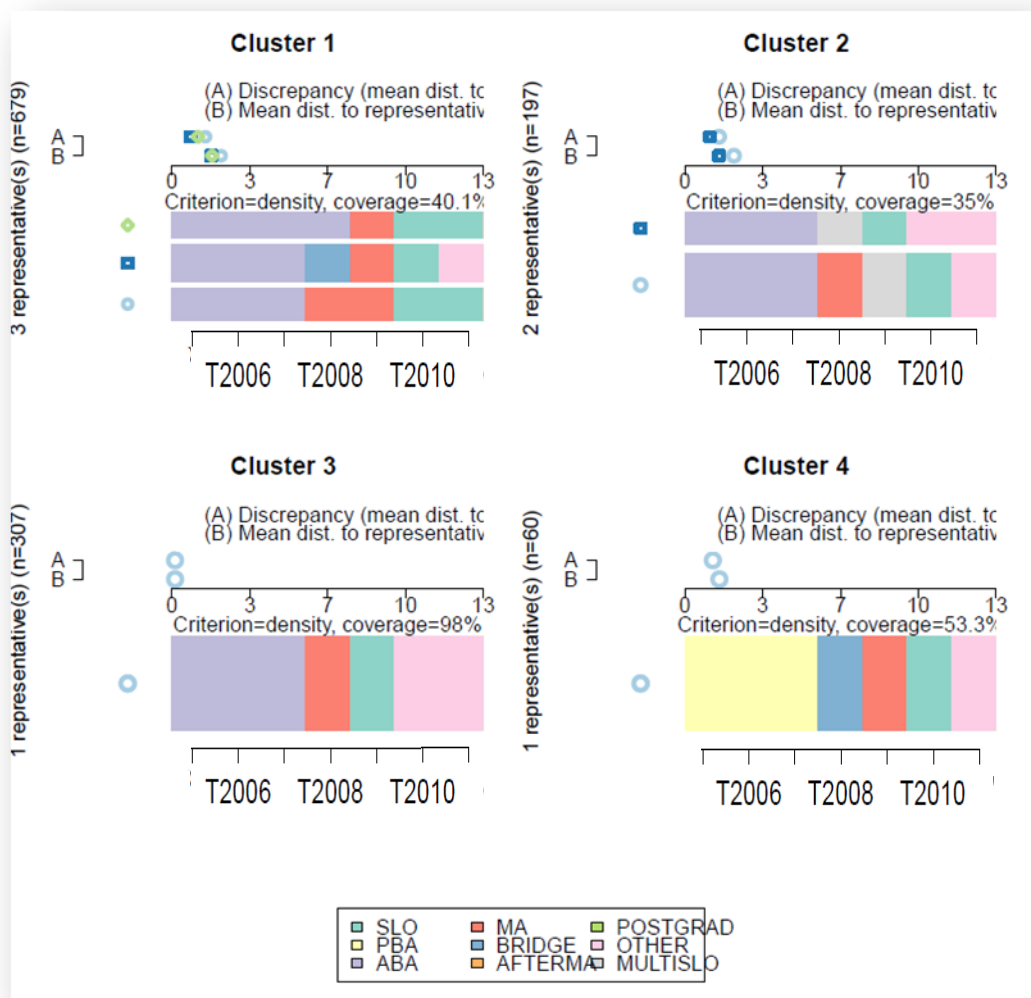 Cluster 1
3 representative(s) (n=679)
(A) Discrepancy (mean dist. to
(B) Mean dist. to representativ
A
B
0 3 7 10 13
Criterion=density, coverage=40.1%
T2006 T2008 T2010
Cluster 2
2 representative(s) (n=197)
(A) Discrepancy (mean dist. to
(B) Mean dist. to representativ
A
B
0 3 7 10 13
Criterion=density, coverage=35%
T2006 T2008 T2010
Cluster 3
1 representative(s) (n=307)
(A) Discrepancy (mean dist. to
(B) Mean dist. to representativ
A
B
0 3 7 10 13
Criterion=density, coverage=98%
T2006 T2008 T2010
Cluster 4
1 representative(s) (n=60)
(A) Discrepancy (mean dist. to
(B) Mean dist. to representativ
A
B
0 3 7 10 13
Criterion=density, coverage=53.3%
T2006 T2008 T2010
SLO MA POSTGRAD
PBA BRIDGE OTHER
ABA AFTERMA MULTISLO